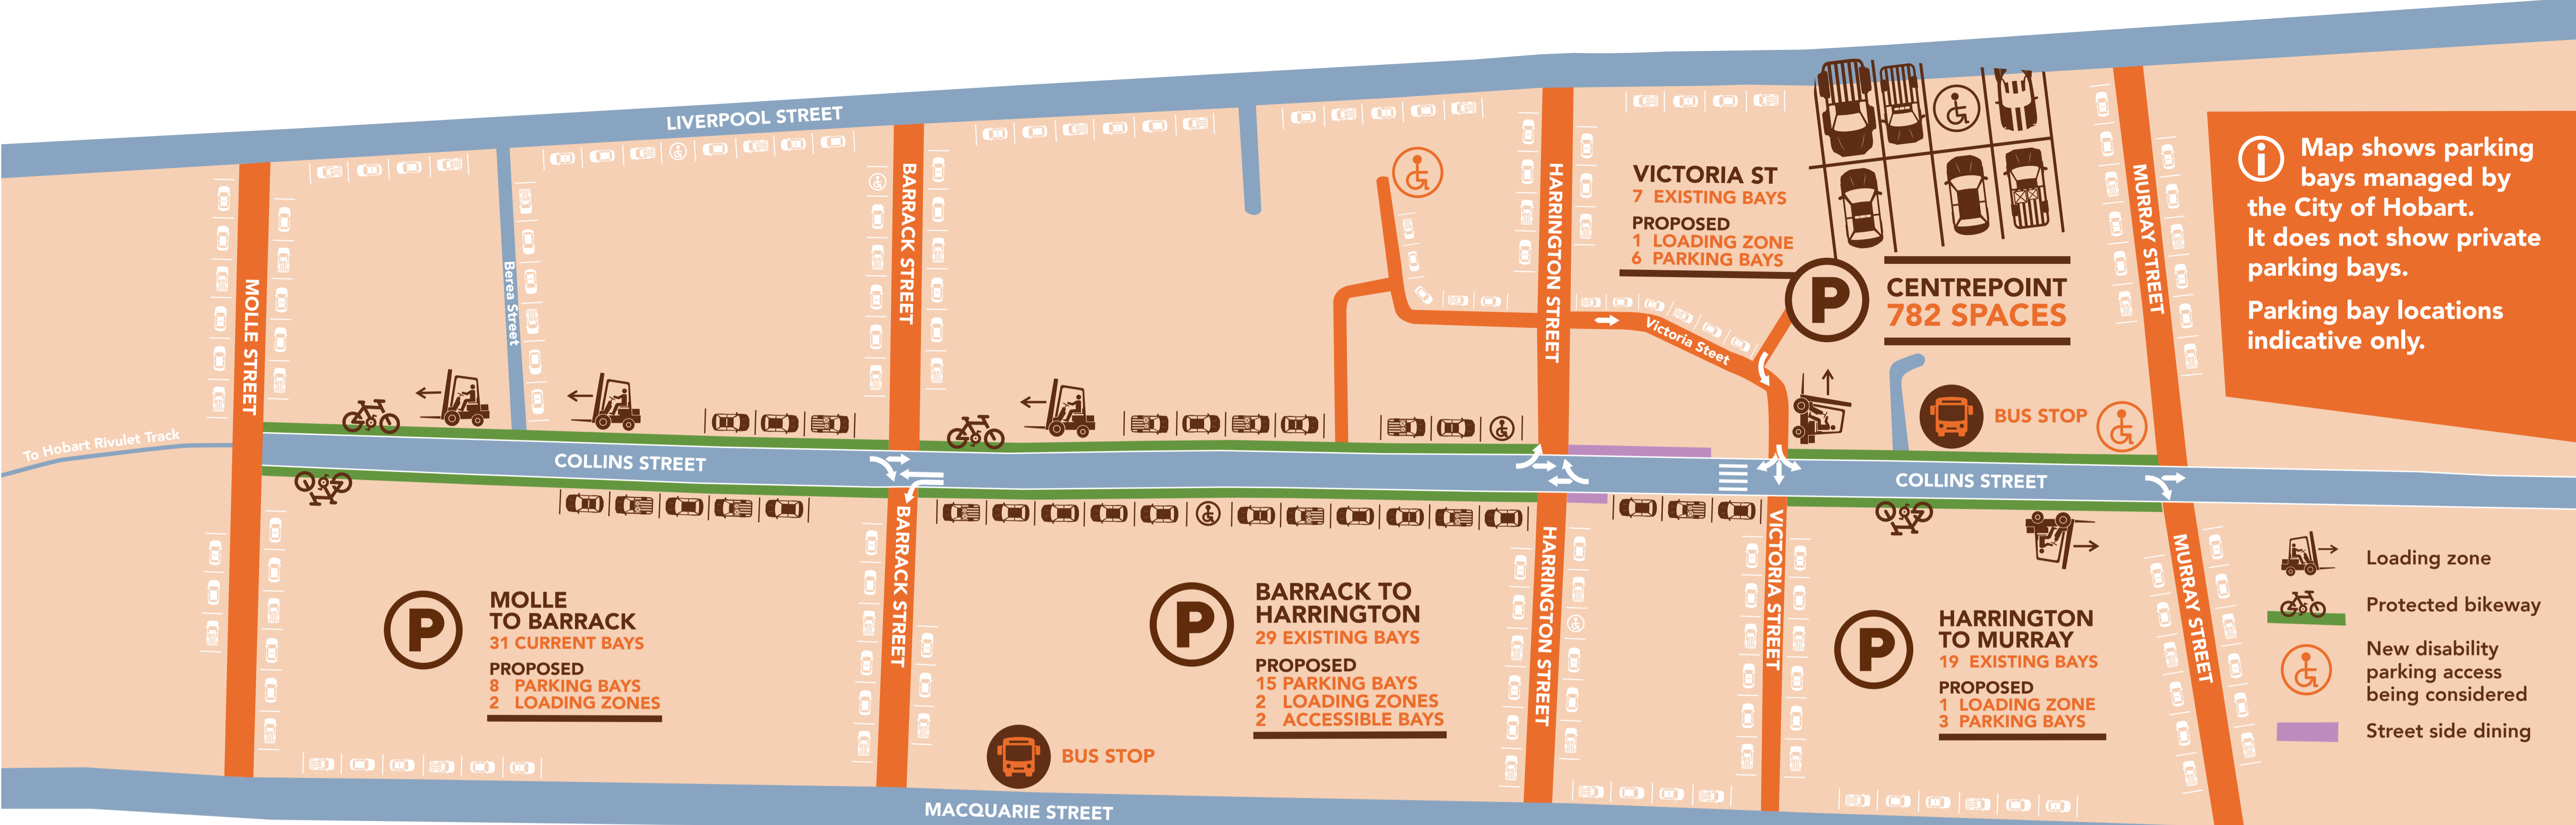 LIVERPOOL STREET
MOLLE STREET
Berea Street
BARRACK STREET
HARRINGTON STREET
VICTORIA ST
7 EXISTING BAYS
PROPOSED
1 LOADING ZONE
6 PARKING BAYS
Victoria Steet
P
CENTREPOINT
782 SPACES
MURRAY STREET
i
Map shows parking
bays managed by
the City of Hobart.
It does not show private
parking bays.
Parking bay locations
indicative only.
BUS STOP
To Hobart Rivulet Track
COLLINS STREET
COLLINS STREET
P
MOLLE
TO BARRACK
31 CURRENT BAYS
PROPOSED
8 PARKING BAYS
2 LOADING ZONES
BARRACK STREET
P
BARRACK TO
HARRINGTON
29 EXISTING BAYS
PROPOSED
15 PARKING BAYS
2 LOADING ZONES
2 ACCESSIBLE BAYS
BUS STOP
HARRINGTON STREET
VICTORIA STREET
P
HARRINGTON
TO MURRAY
19 EXISTING BAYS
PROPOSED
1 LOADING ZONE
3 PARKING BAYS
MURRAY STREET
Loading zone
Protected bikeway
New disability
parking access
being considered
Street side dining
MACQUARIE STREET